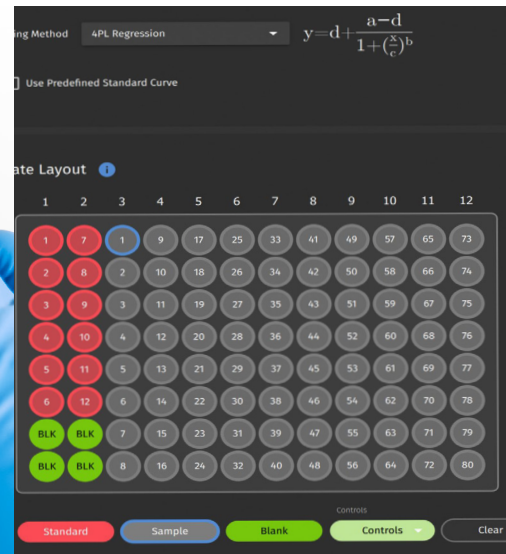 ing Method 4PL Regression y=d+ a−d / 1+(x/c)^b
Use Predefined Standard Curve
ate Layout i
1 2 3 4 5 6 7 8 9 10 11 12
1 7 1 9 17 25 33 41 49 57 65 73
2 8 2 10 18 26 34 42 50 58 66 74
3 9 3 11 19 27 35 43 51 59 67 75
4 10 4 12 20 28 36 44 52 60 68 76
5 11 5 13 21 29 37 45 53 61 69 77
6 12 6 14 22 30 38 46 54 62 70 78
BLK BLK 7 15 23 31 39 47 55 63 71 79
BLK BLK 8 16 24 32 40 48 56 64 72 80
Controls
Standard Sample Blank Controls Clear